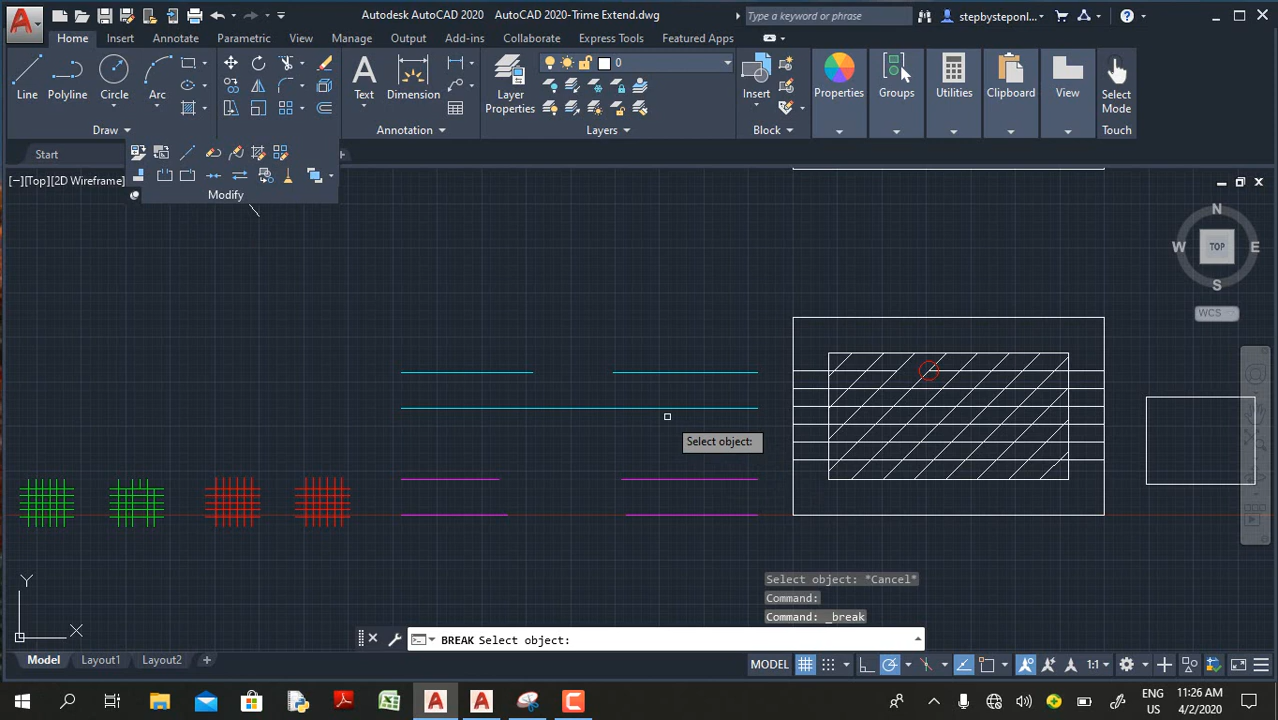 Autodesk AutoCAD 2020 AutoCAD 2020-Trime Extend.dwg
Type a keyword or phrase
stepbysteponl...
Home Insert Annotate Parametric View Manage Output Add-ins Collaborate Express Tools Featured Apps
Line
Polyline
Circle
Arc
Text
Dimension
Layer
Properties
0
Insert
Properties
Groups
Utilities
Clipboard
View
Select
Mode
Draw
Annotation
Layers
Block
Touch
Start
[−][Top][2D Wireframe]
Modify
N
W
TOP
E
S
WCS
Select object:
Y
X
Select object: *Cancel*
Command:
Command: _break
BREAK Select object:
Model Layout1 Layout2
MODEL
1:1
ENG
US
11:26 AM
4/2/2020